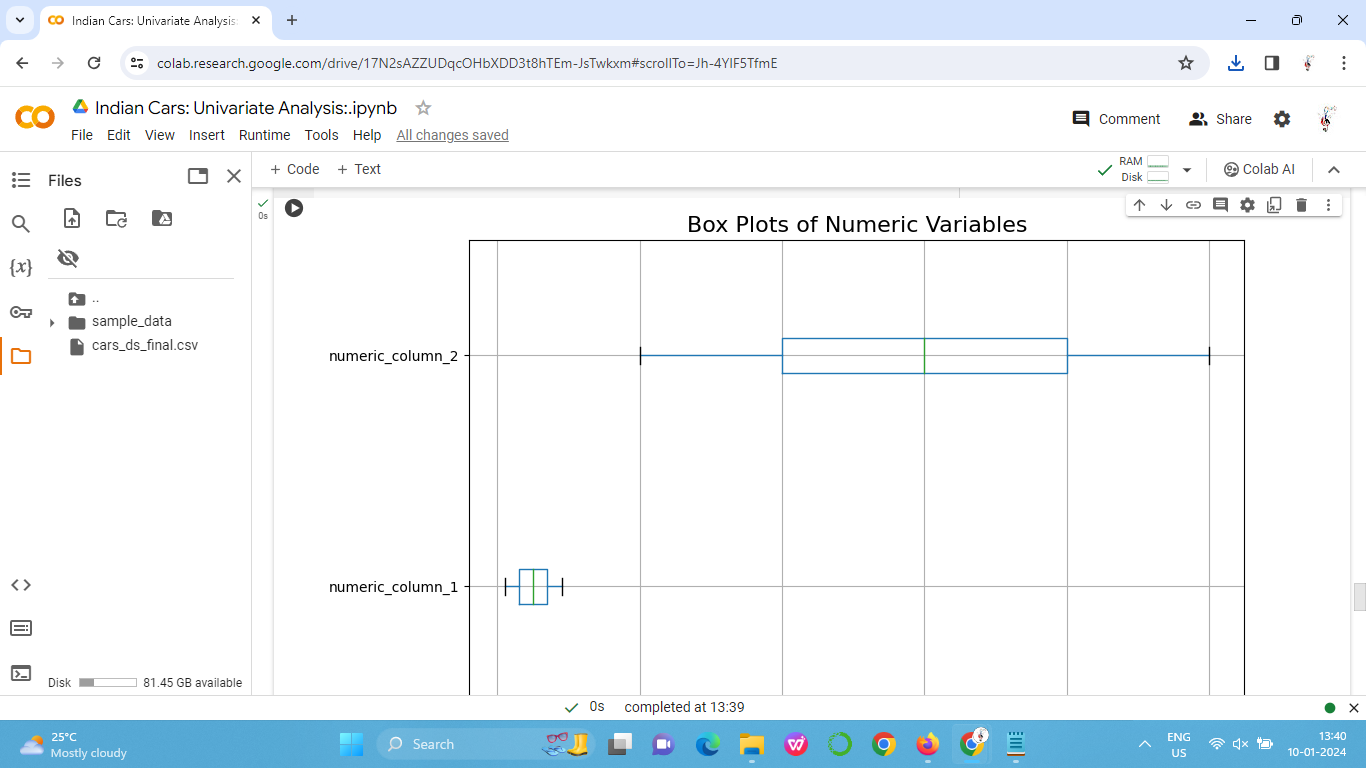 Indian Cars: Univariate Analysis
colab.research.google.com/drive/17N2sAZZUDqcOHbXDD3t8hTEm-JsTwkxm#scrollTo=Jh-4YIF5TfmE
Indian Cars: Univariate Analysis:.ipynb
File Edit View Insert Runtime Tools Help All changes saved
Comment Share
Files
+ Code + Text
RAM
Disk
Colab AI
0s
{x}
..
sample_data
cars_ds_final.csv
Box Plots of Numeric Variables
numeric_column_2
numeric_column_1
Disk 81.45 GB available
0s completed at 13:39
25°C
Mostly cloudy
Search
ENG
US
13:40
10-01-2024